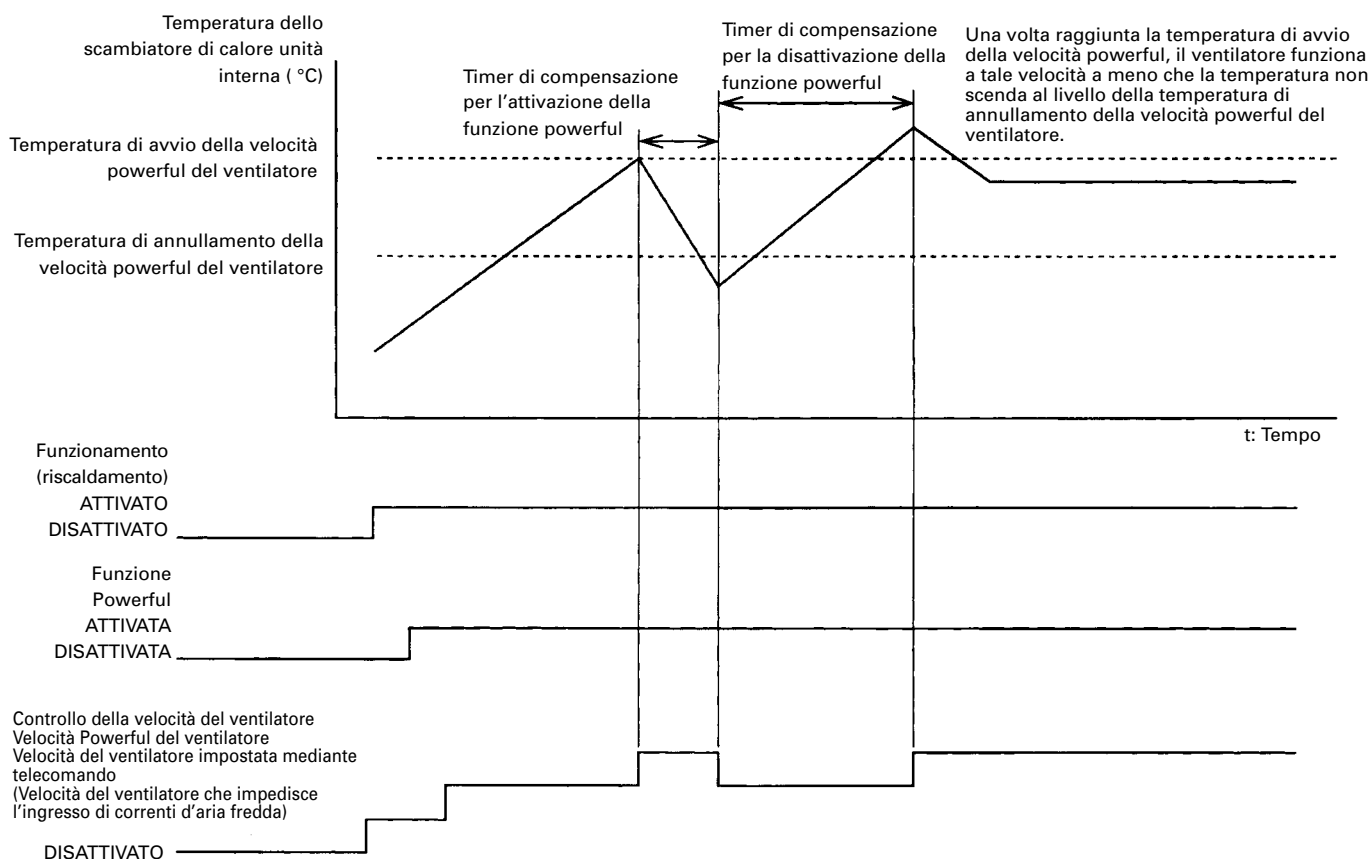 Temperatura dello
scambiatore di calore unità
interna ( °C)
Timer di compensazione
per l'attivazione della
funzione powerful
Timer di compensazione
per la disattivazione della
funzione powerful
Una volta raggiunta la temperatura di avvio
della velocità powerful, il ventilatore funziona
a tale velocità a meno che la temperatura non
scenda al livello della temperatura di
annullamento della velocità powerful del
ventilatore.
Temperatura di avvio della velocità
powerful del ventilatore
Temperatura di annullamento della
velocità powerful del ventilatore
t: Tempo
Funzionamento
(riscaldamento)
ATTIVATO
DISATTIVATO
Funzione
Powerful
ATTIVATA
DISATTIVATA
Controllo della velocità del ventilatore
Velocità Powerful del ventilatore
Velocità del ventilatore impostata mediante
telecomando
(Velocità del ventilatore che impedisce
l'ingresso di correnti d'aria fredda)
DISATTIVATO